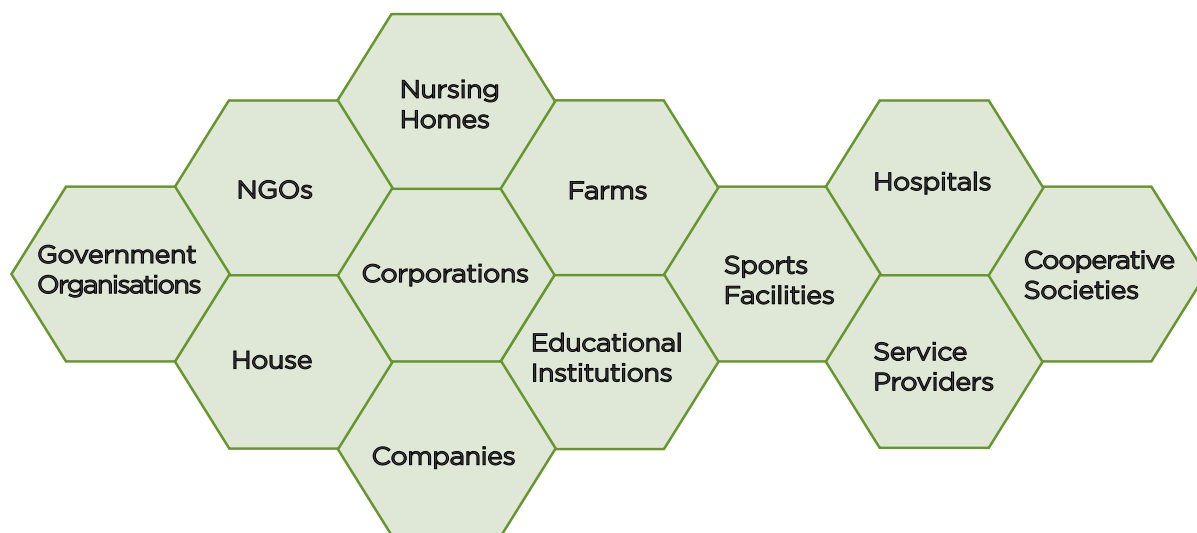 Nursing
Homes
NGOs
Farms
Hospitals
Government
Organisations
Corporations
Sports
Facilities
Cooperative
Societies
House
Educational
Institutions
Service
Providers
Companies